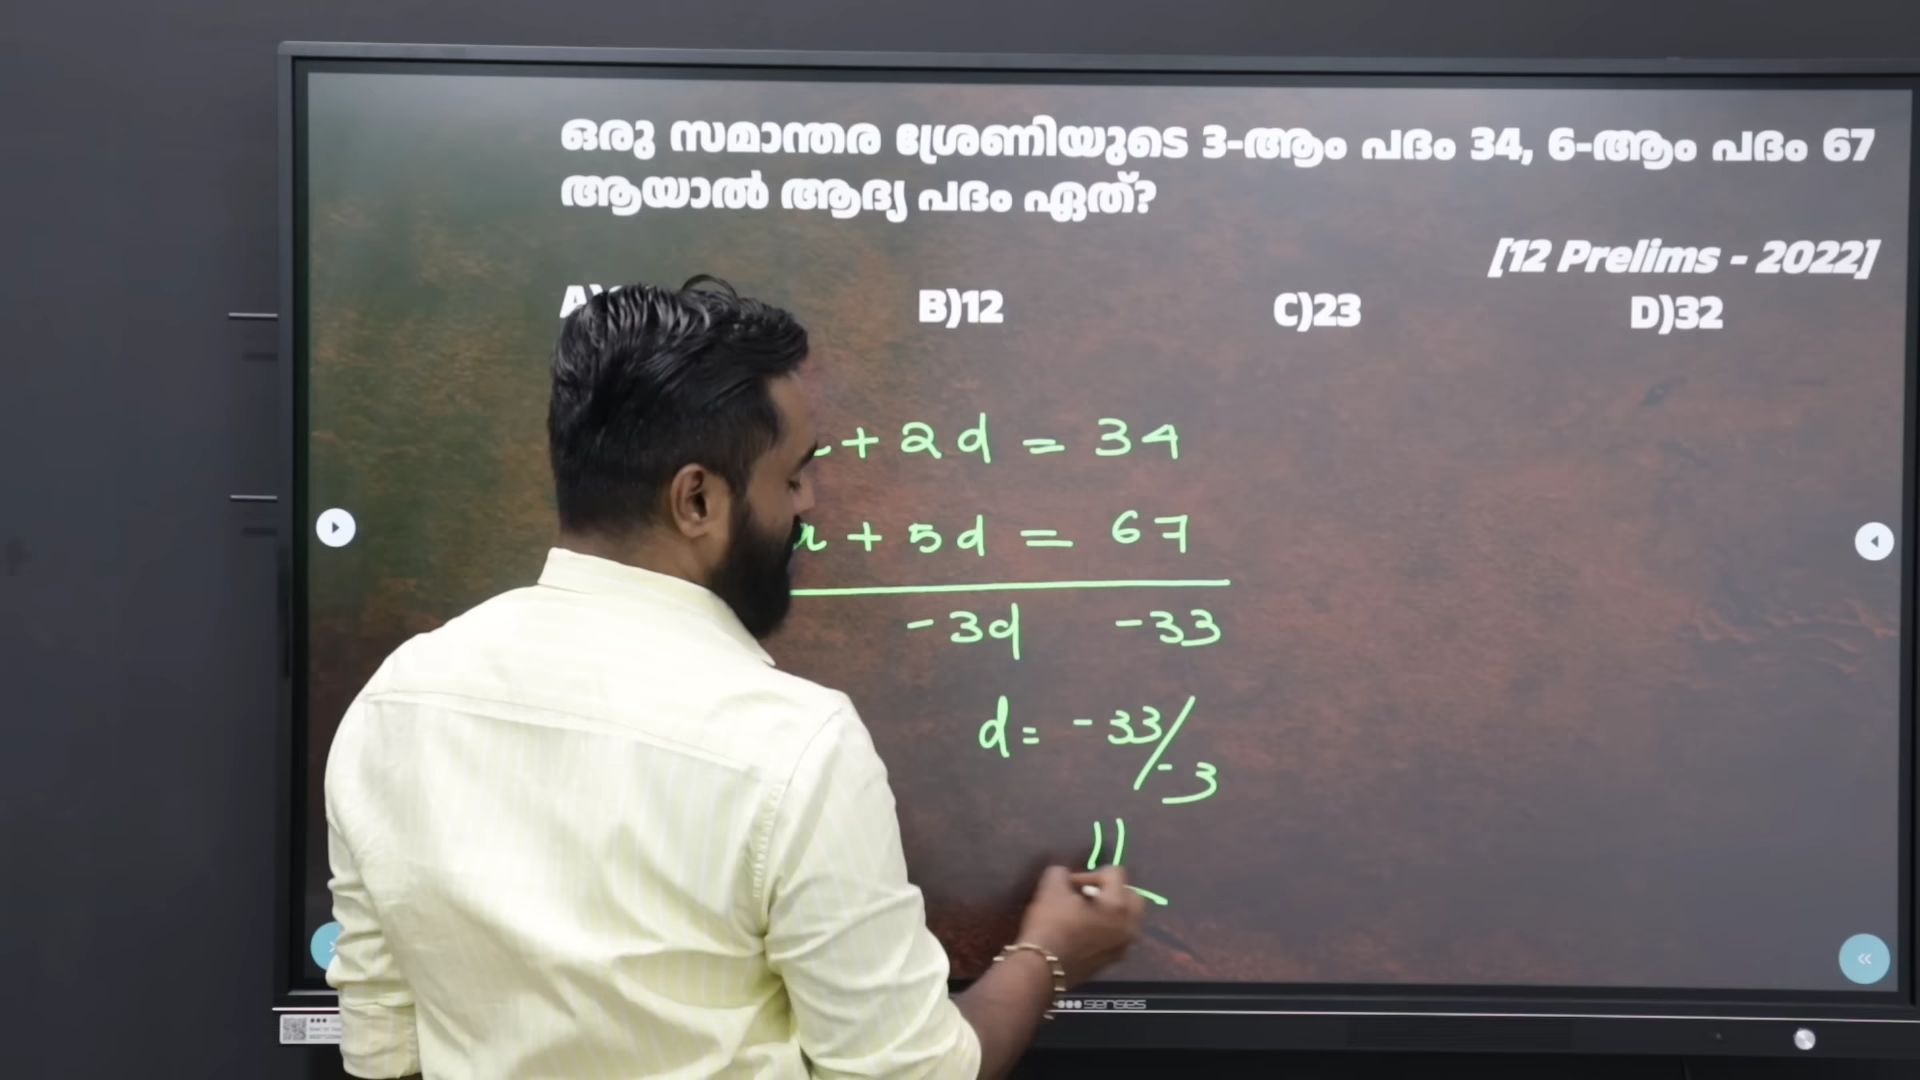 ഒരു സമാന്തര ശ്രേണിയുടെ 3-ആം പദം 34, 6-ആം പദം 67
ആയാൽ ആദ്യ പദം ഏത്?
[12 Prelims - 2022]
A) B)12 C)23 D)32
+ 2d = 34
x + 5d = 67
-3d -33
d = -33/-3
11
senses